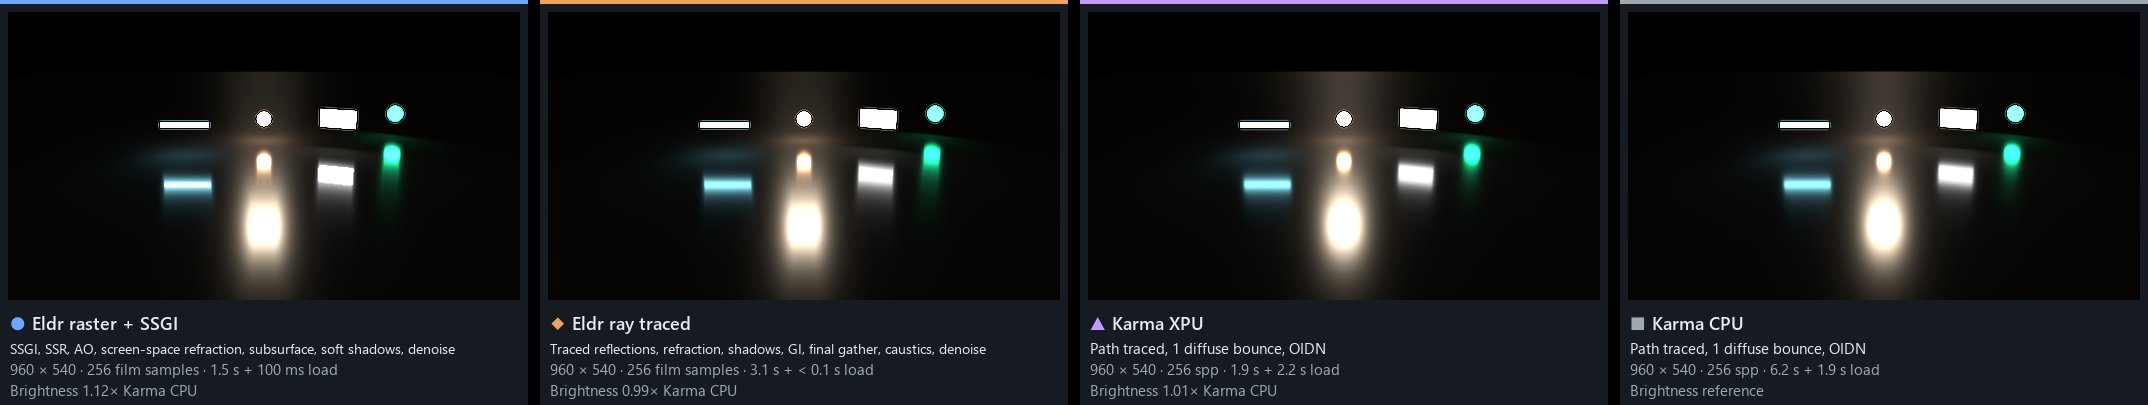 Eldr raster + SSGI
SSGI, SSR, AO, screen-space refraction, subsurface, soft shadows, denoise
960 × 540 · 256 film samples · 1.5 s + 100 ms load
Brightness 1.12× Karma CPU
Eldr ray traced
Traced reflections, refraction, shadows, GI, final gather, caustics, denoise
960 × 540 · 256 film samples · 3.1 s + < 0.1 s load
Brightness 0.99× Karma CPU
Karma XPU
Path traced, 1 diffuse bounce, OIDN
960 × 540 · 256 spp · 1.9 s + 2.2 s load
Brightness 1.01× Karma CPU
Karma CPU
Path traced, 1 diffuse bounce, OIDN
960 × 540 · 256 spp · 6.2 s + 1.9 s load
Brightness reference